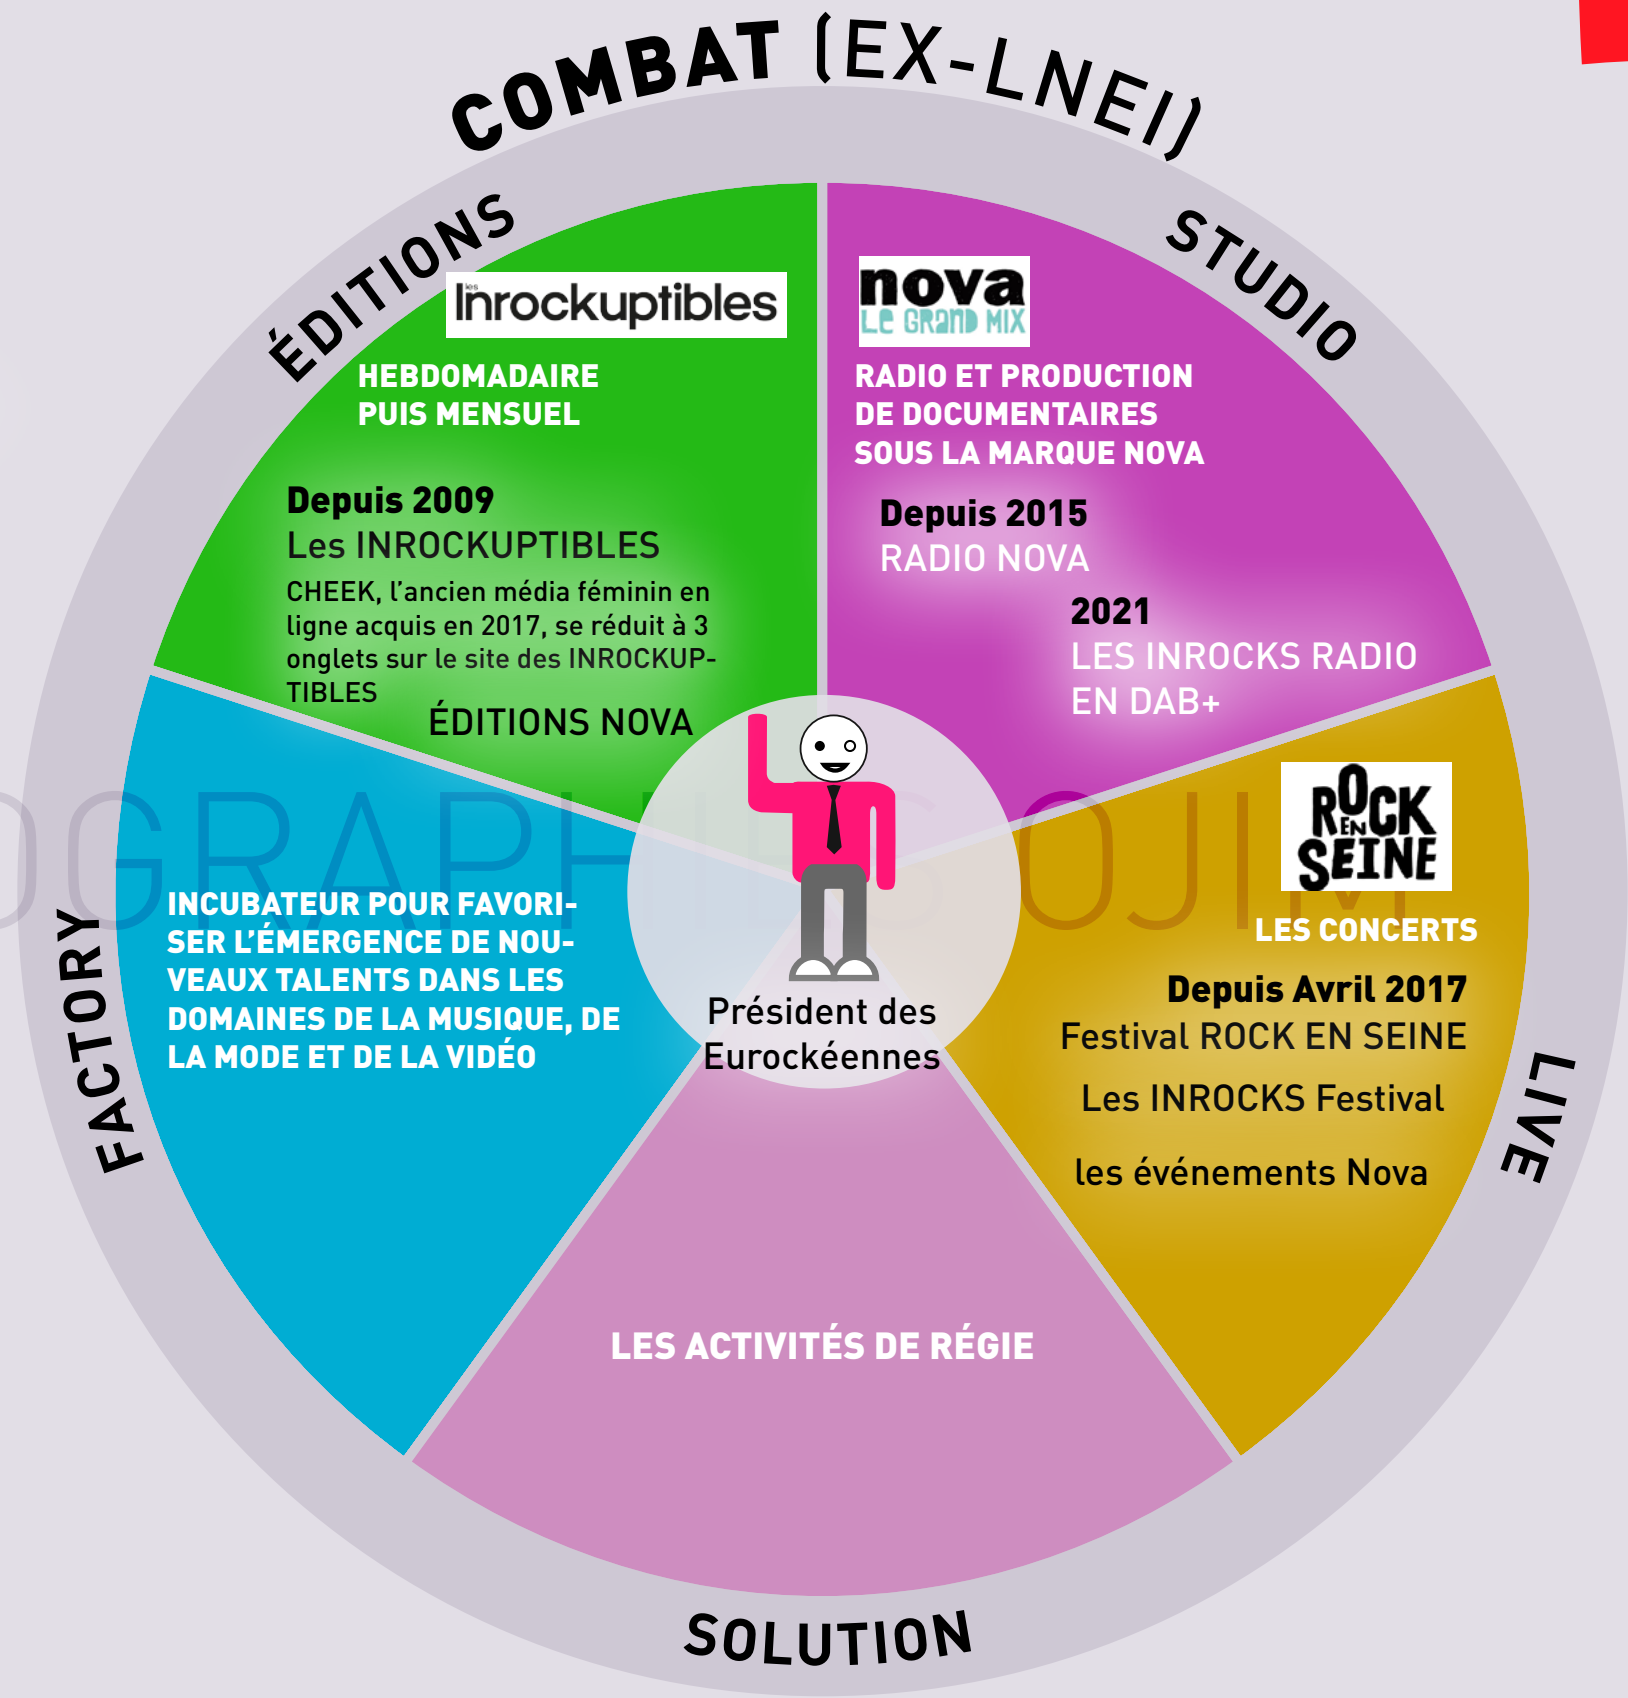 COMBAT (EX-LNEI)
ÉDITIONS
les
inrockuptibles
HEBDOMADAIRE
PUIS MENSUEL
Depuis 2009
Les INROCKUPTIBLES
CHEEK, l’ancien média féminin en
ligne acquis en 2017, se réduit à 3
onglets sur le site des INROCKUP-
TIBLES
ÉDITIONS NOVA
STUDIO
nova
LE GRAND MIX
RADIO ET PRODUCTION
DE DOCUMENTAIRES
SOUS LA MARQUE NOVA
Depuis 2015
RADIO NOVA
2021
LES INROCKS RADIO
EN DAB+
OGRAPHIES OJIM
FACTORY
INCUBATEUR POUR FAVORI-
SER L’ÉMERGENCE DE NOU-
VEAUX TALENTS DANS LES
DOMAINES DE LA MUSIQUE, DE
LA MODE ET DE LA VIDÉO
Président des
Eurockéennes
ROCK
EN
SEINE
LES CONCERTS
Depuis Avril 2017
Festival ROCK EN SEINE
Les INROCKS Festival
les événements Nova
LIVE
LES ACTIVITÉS DE RÉGIE
SOLUTION